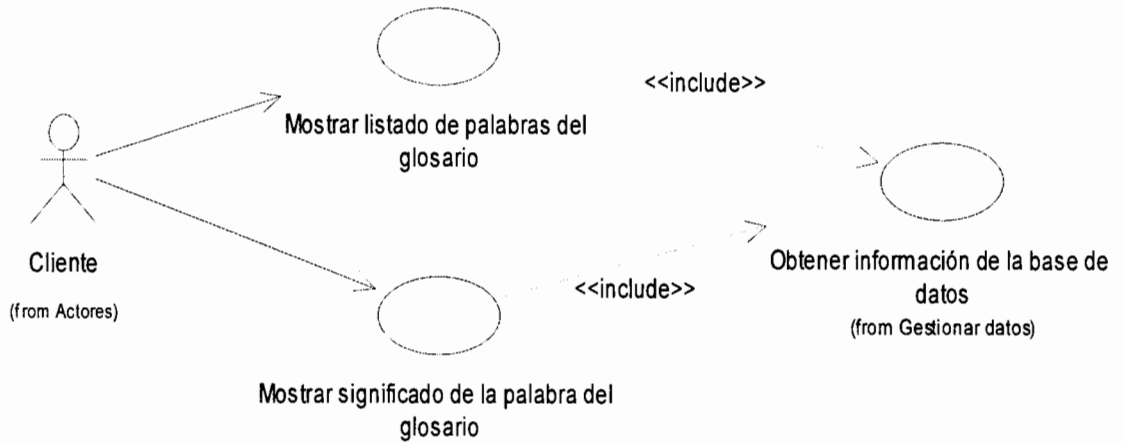 <<include>>
Mostrar listado de palabras del
glosario
Cliente
(from Actores)
Obtener información de la base de
datos
(from Gestionar datos)
<<include>>
Mostrar significado de la palabra del
glosario